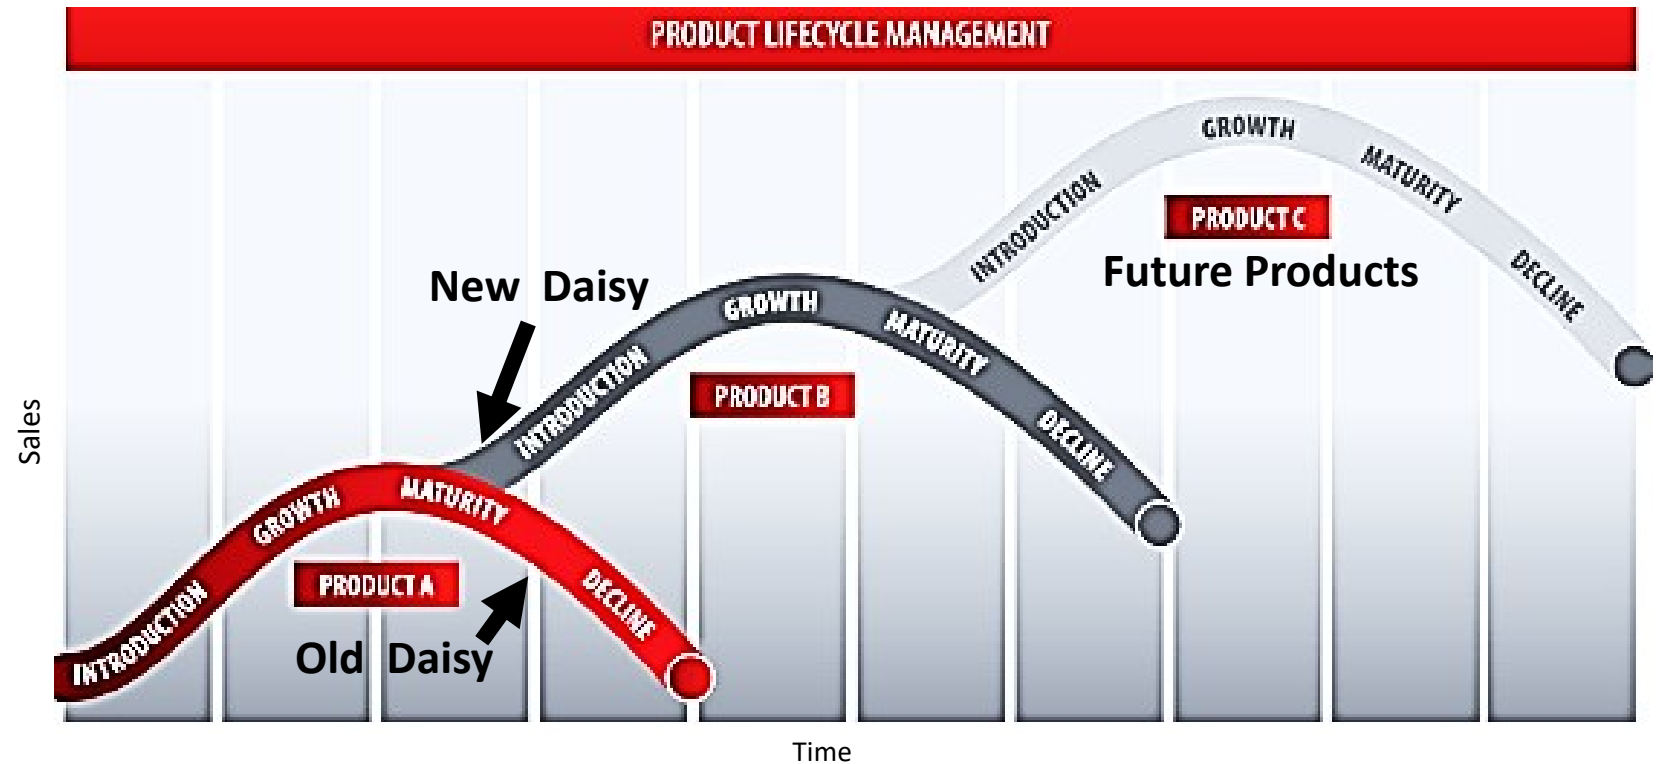 PRODUCT LIFECYCLE MANAGEMENT
GROWTH
MATURITY
INTRODUCTION
DECLINE
PRODUCT C
Future Products
New Daisy
GROWTH
MATURITY
INTRODUCTION
DECLINE
PRODUCT B
Sales
MATURITY
GROWTH
INTRODUCTION
DECLINE
PRODUCT A
Old Daisy
Time